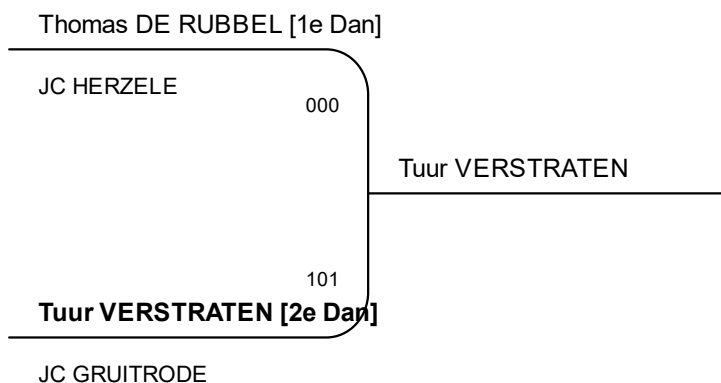 Thomas DE RUBBEL [1e Dan]
JC HERZELE
000
Tuur VERSTRATEN
101
Tuur VERSTRATEN [2e Dan]
JC GRUITRODE